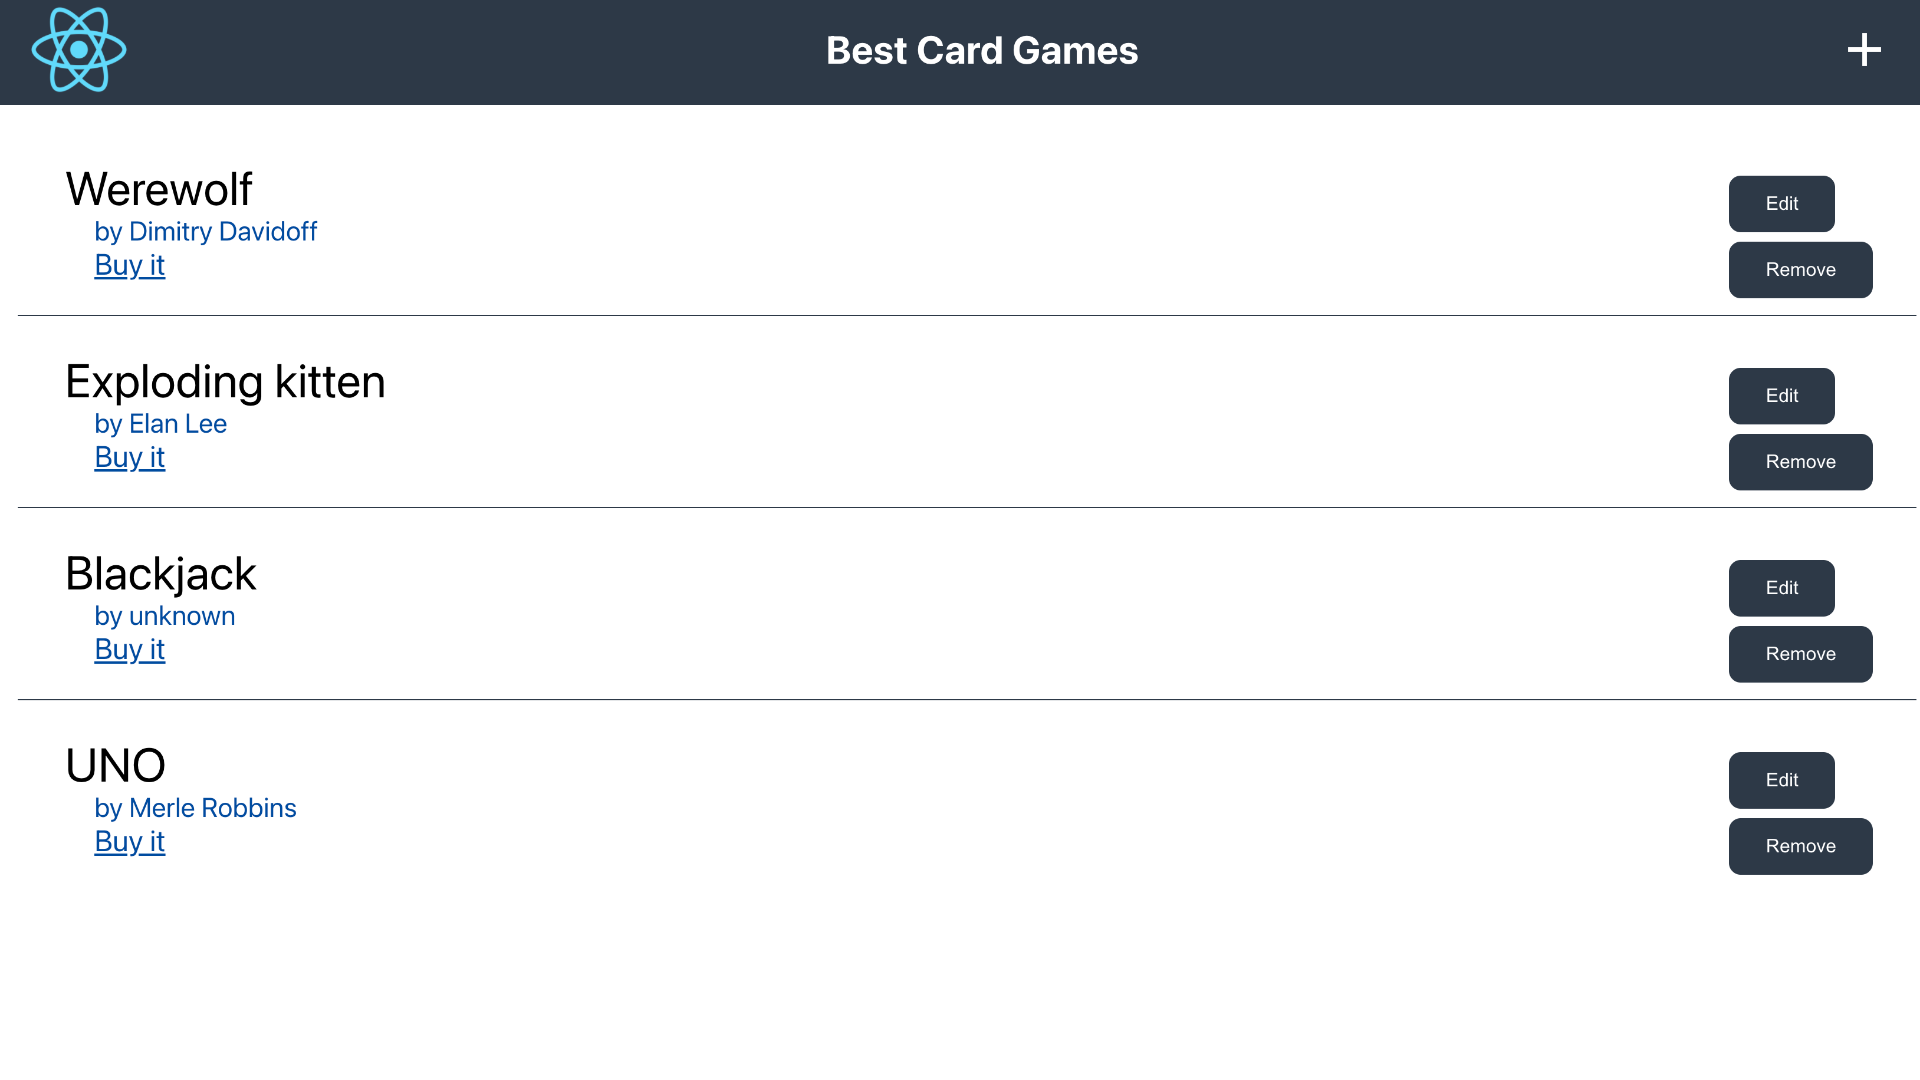 Best Card Games
+
Werewolf
by Dimitry Davidoff
Buy it
Edit
Remove
Exploding kitten
by Elan Lee
Buy it
Edit
Remove
Blackjack
by unknown
Buy it
Edit
Remove
UNO
by Merle Robbins
Buy it
Edit
Remove